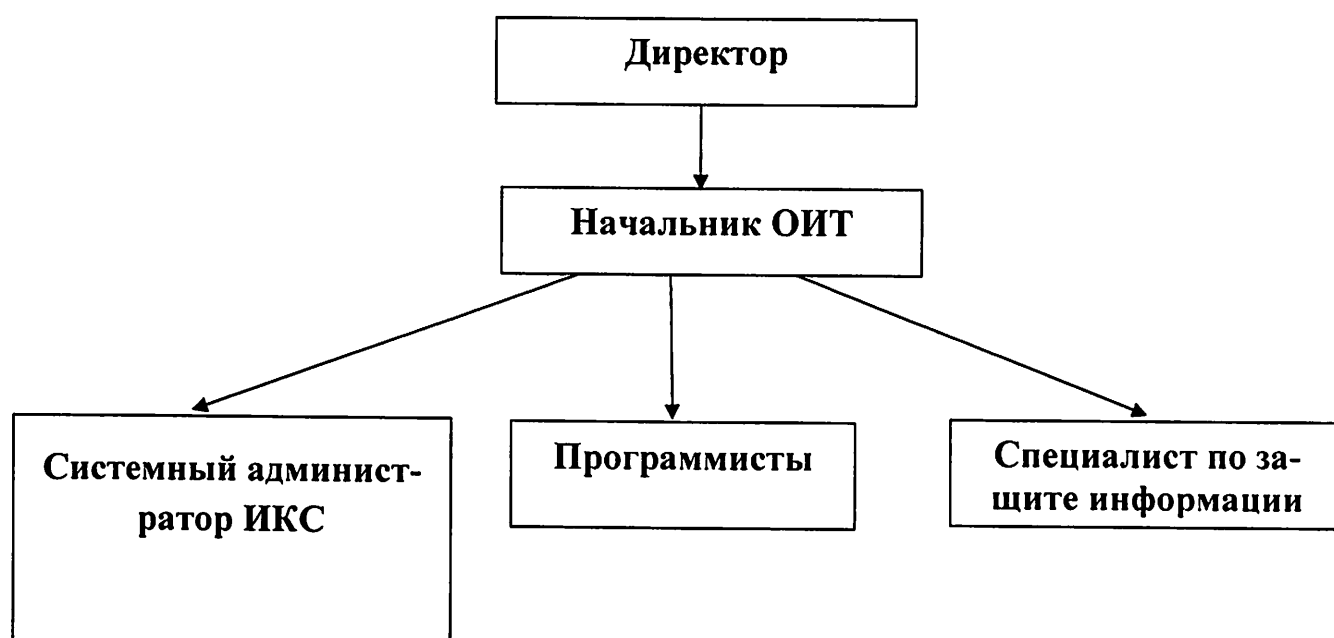 Директор
Начальник ОИТ
Системный админист-
ратор ИКС
Программисты
Специалист по за-
щите информации